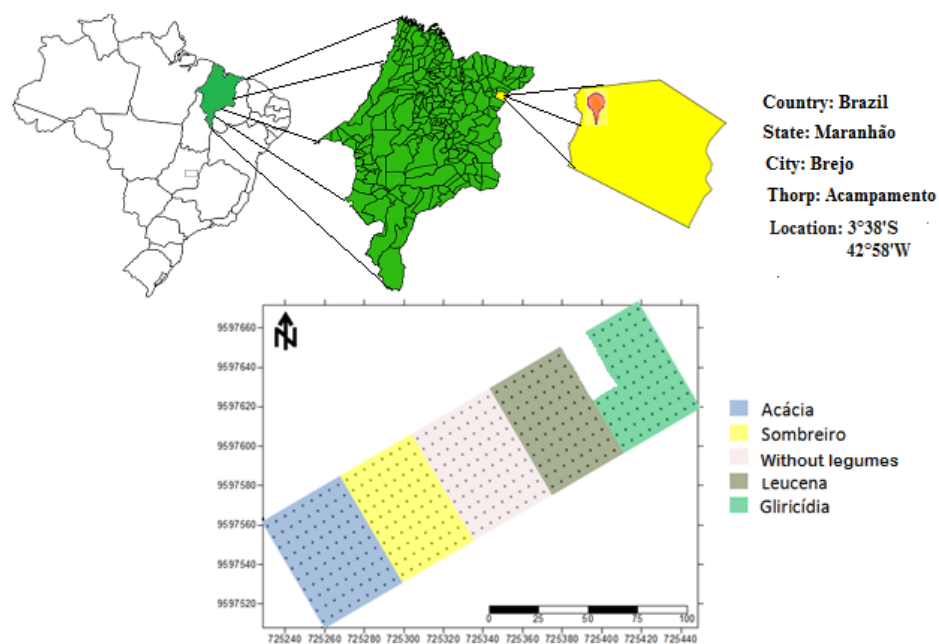 Country: Brazil
State: Maranhão
City: Brejo
Thorp: Acampamento
Location: 3°38'S
42°58'W
N
9597660
9597640
9597620
9597600
9597580
9597560
9597540
9597520
725240 725260 725280 725300 725320 725340 725360 725380 725400 725420 725440
0 25 50 75 100
Acácia
Sombreiro
Without legumes
Leucena
Gliricídia